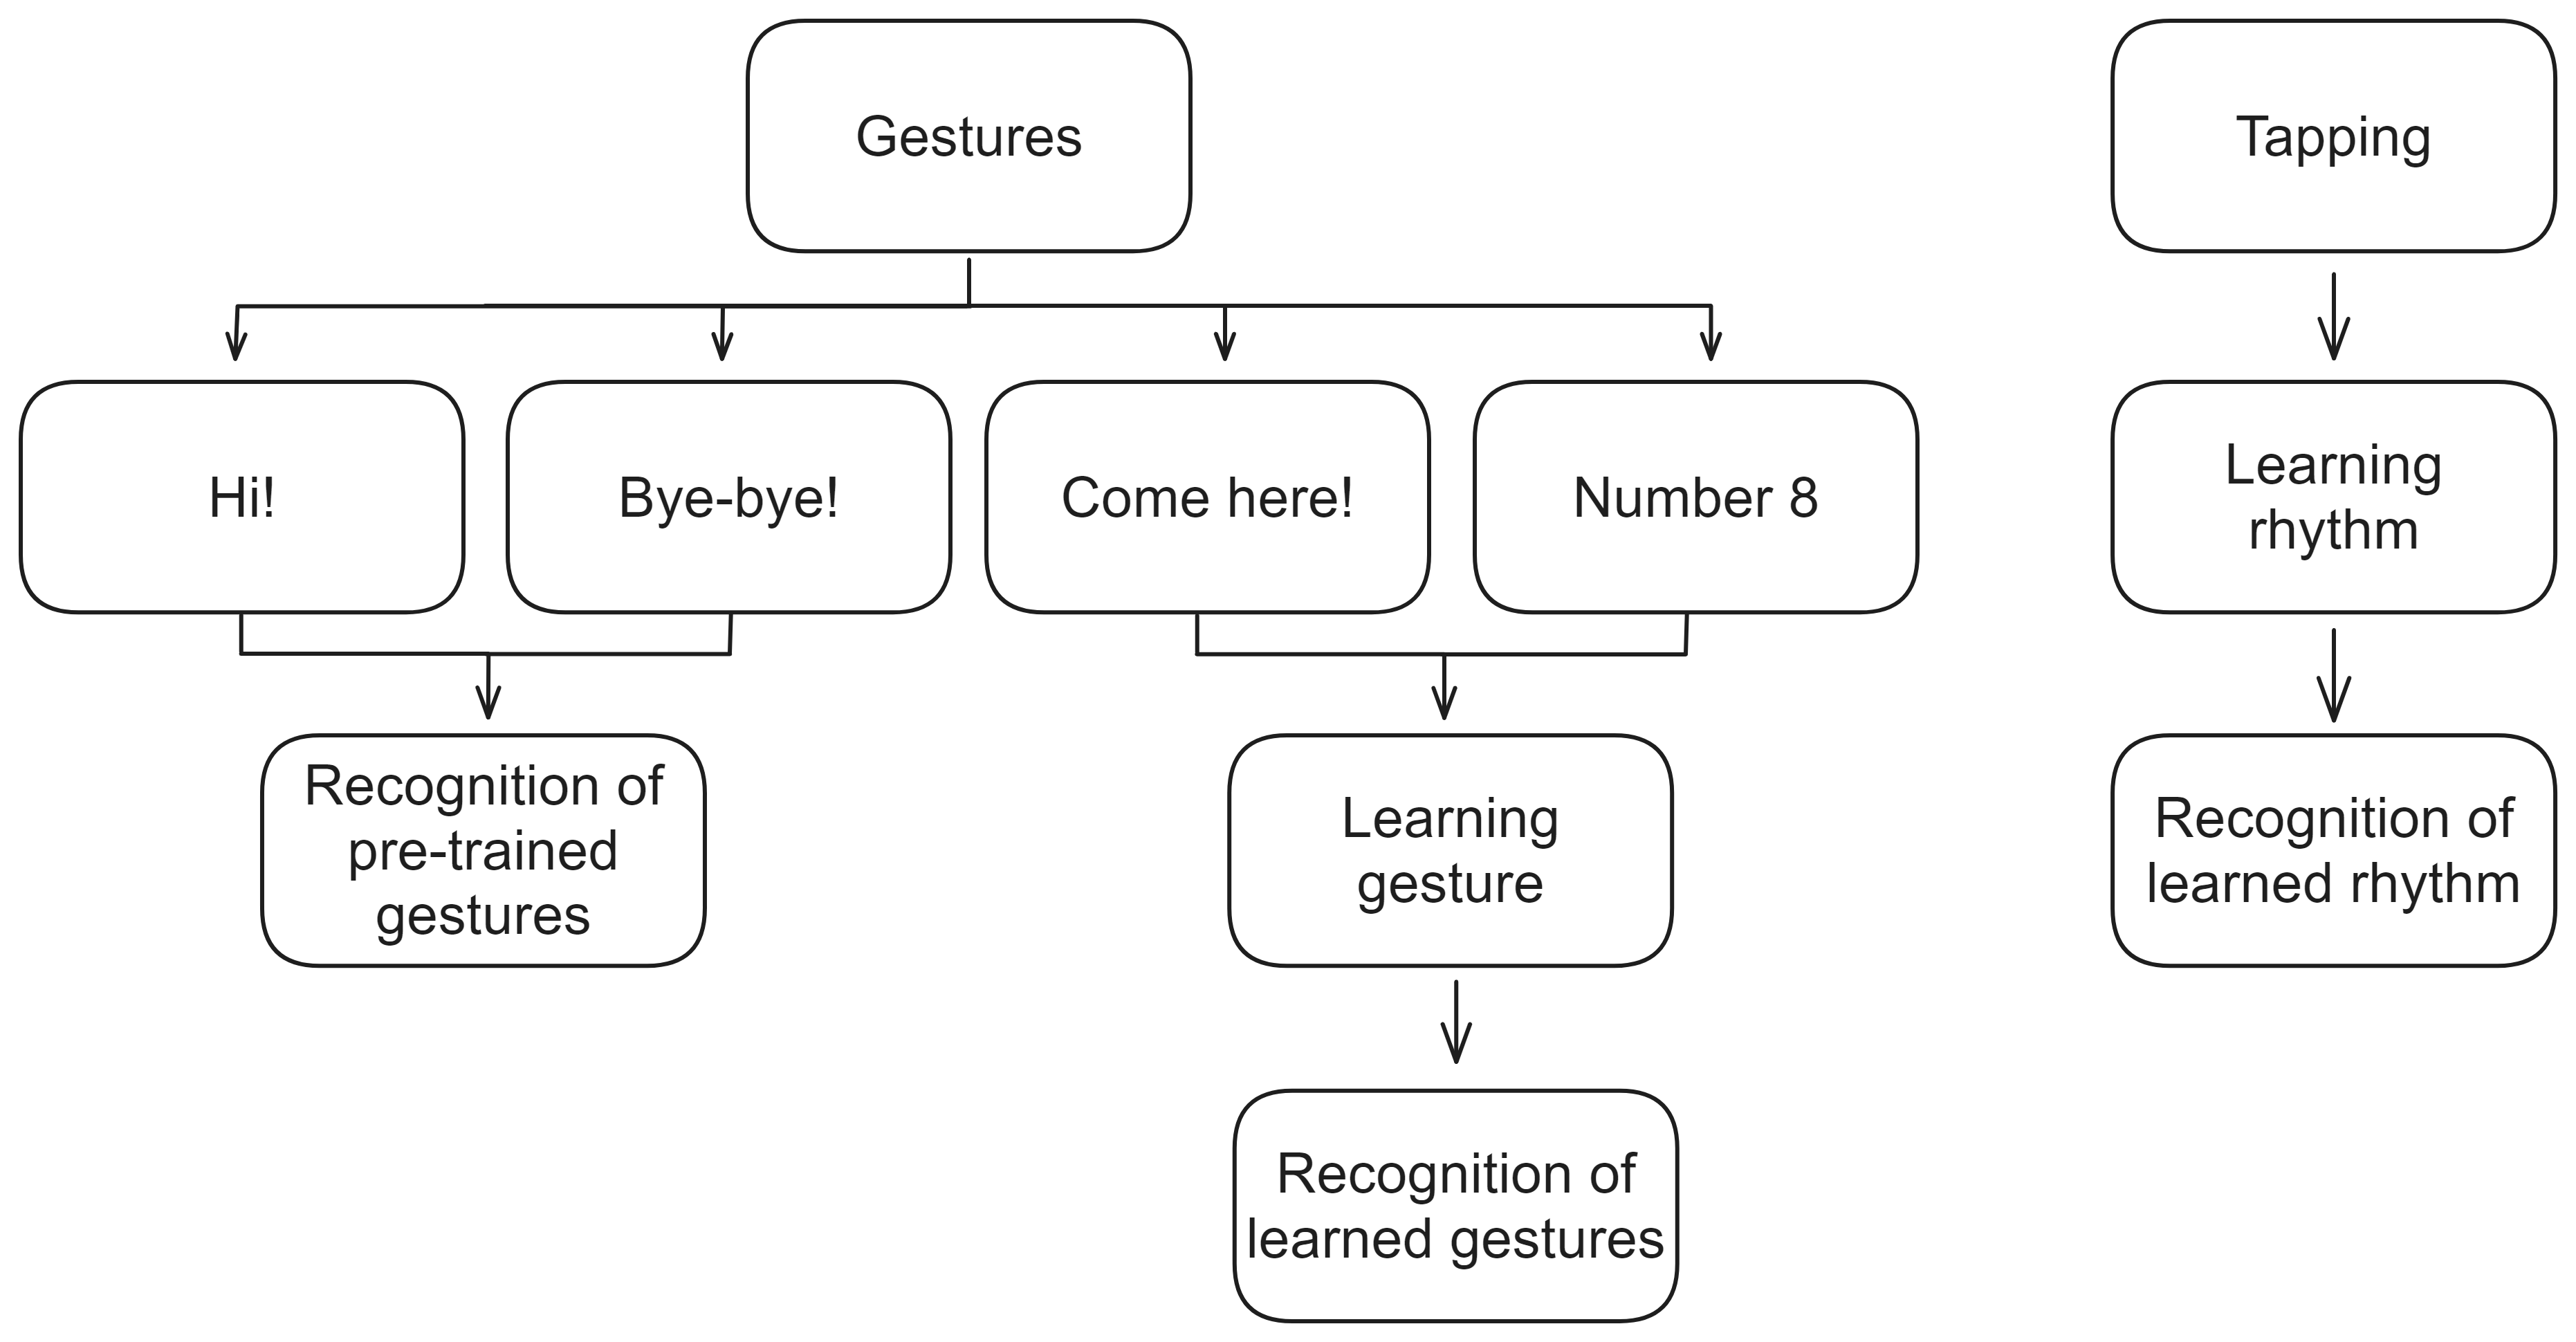 Gestures
Tapping
Hi!
Bye-bye!
Come here!
Number 8
Learning
rhythm
Recognition of
pre-trained
gestures
Learning
gesture
Recognition of
learned rhythm
Recognition of
learned gestures